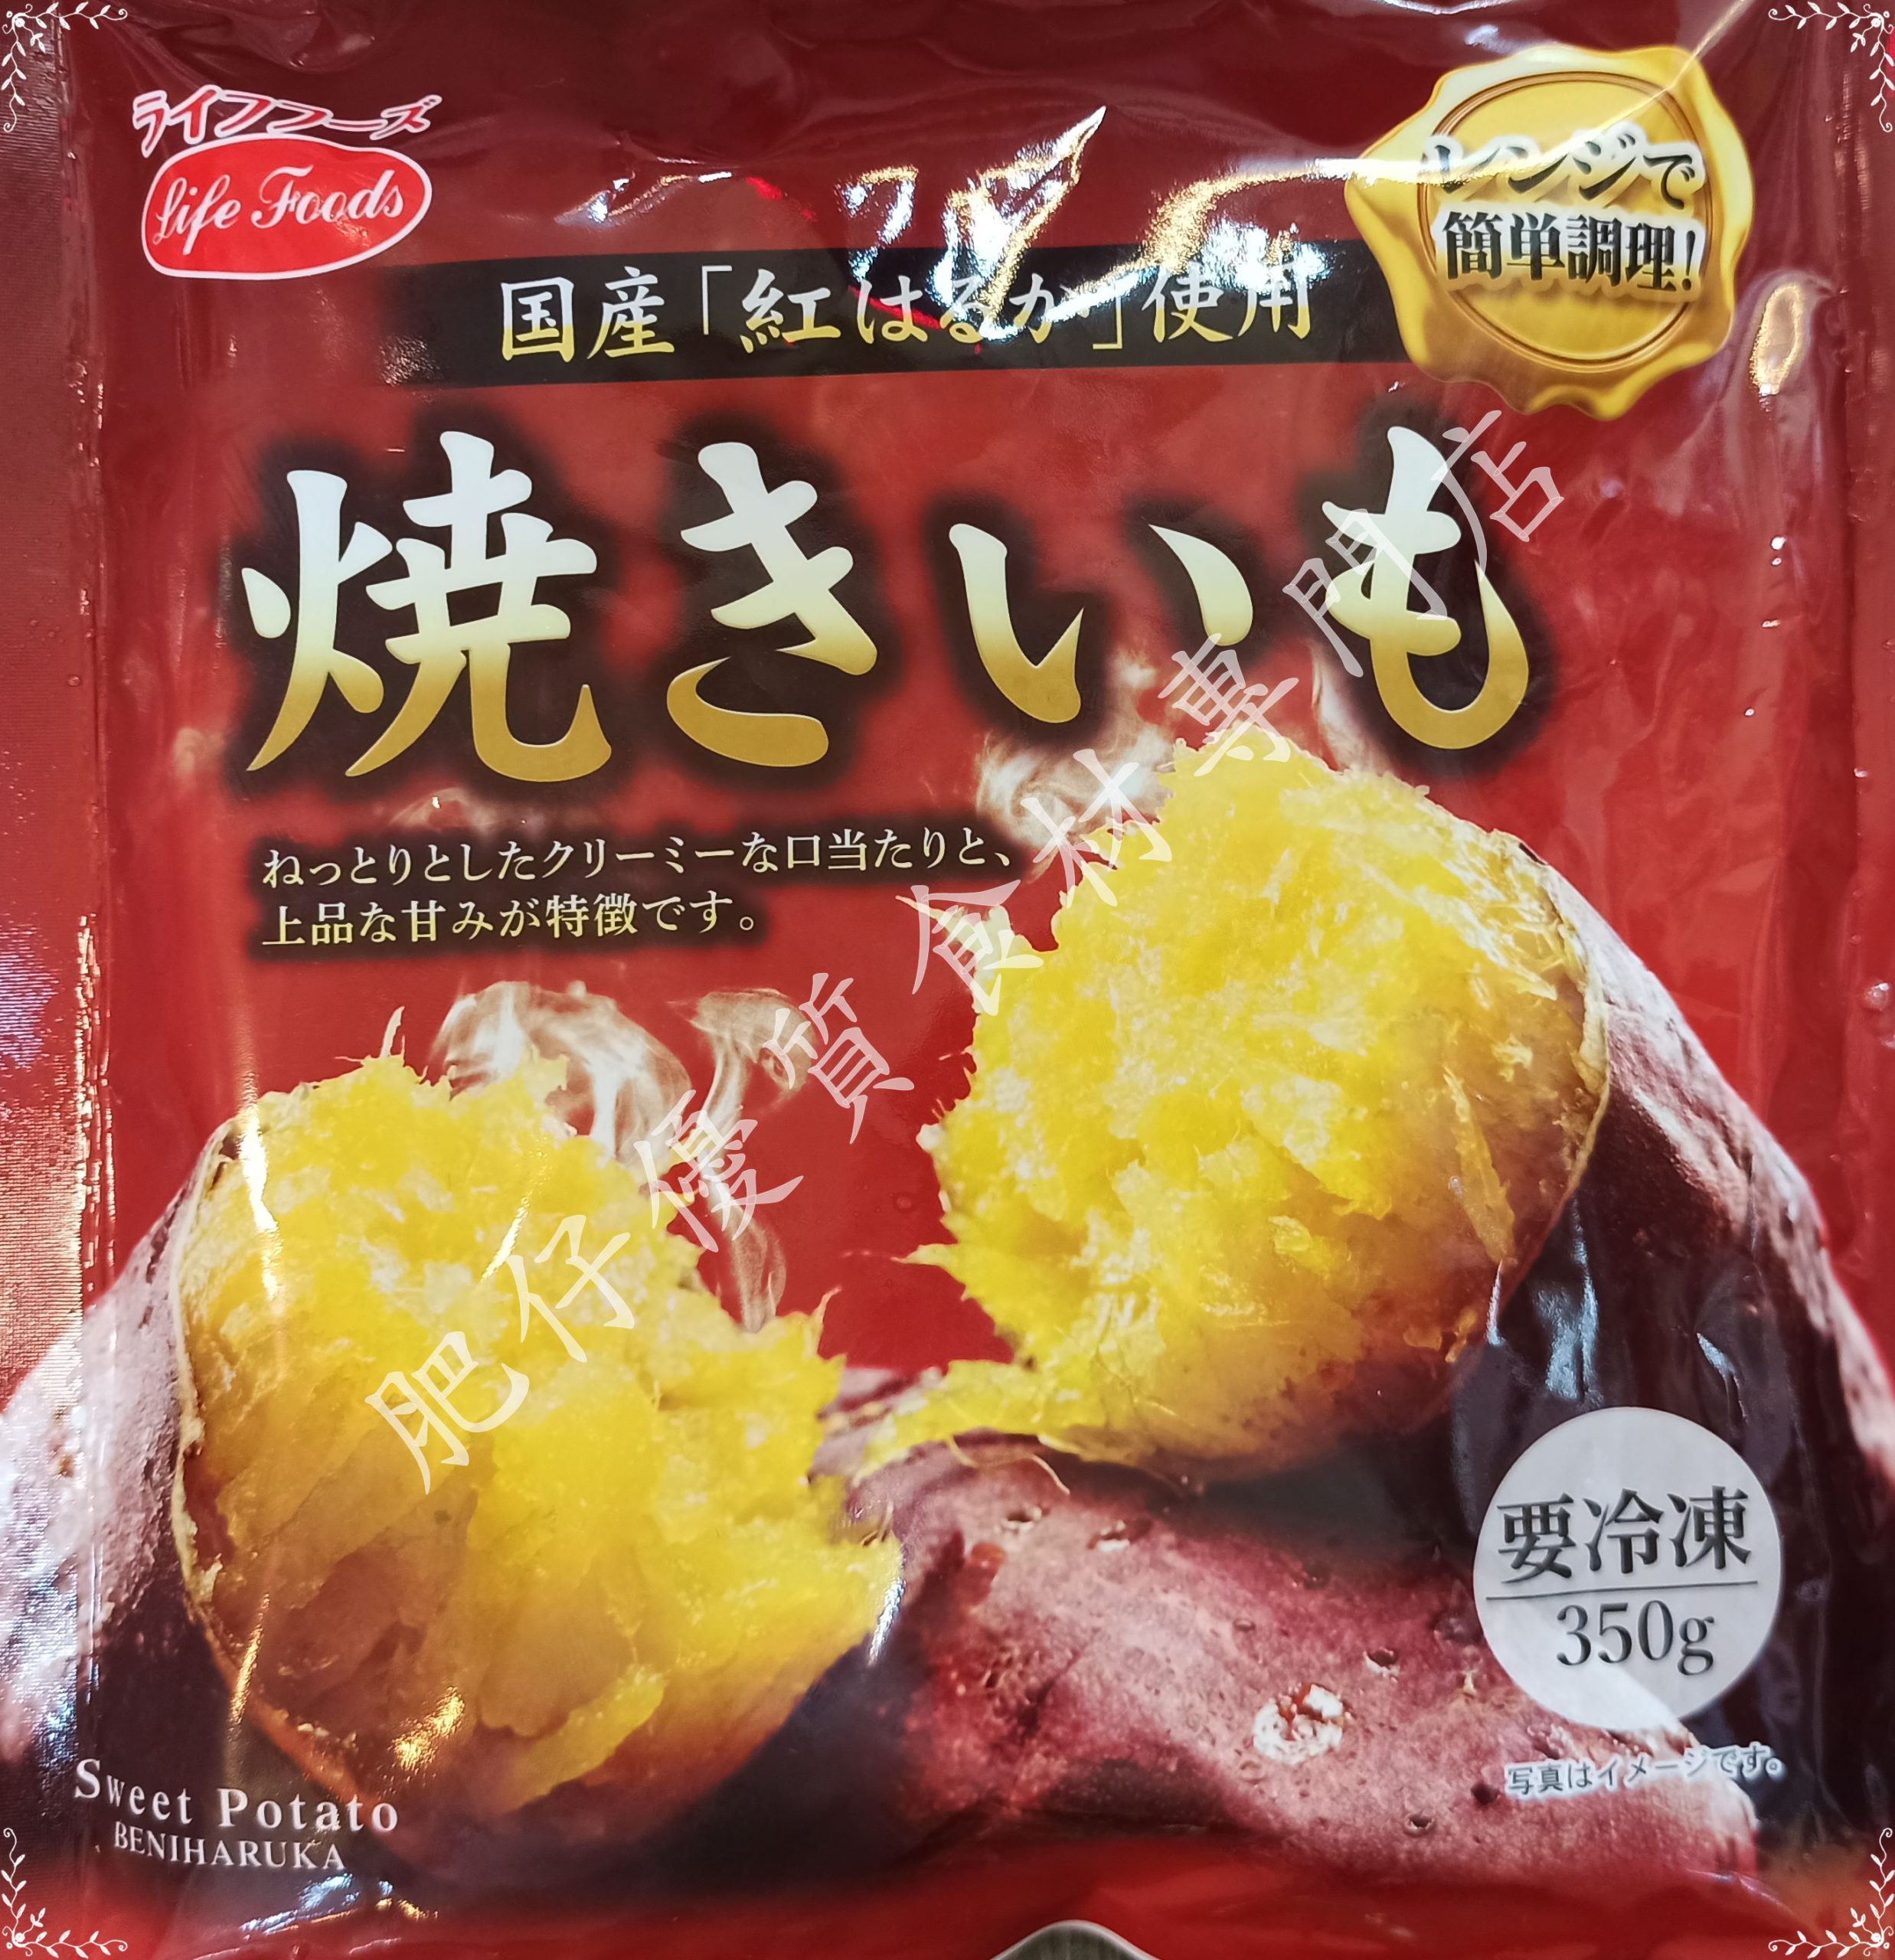 ライフフーズ
Life Foods
レンジで
簡単調理!
国産「紅はるか」使用
焼きいも
ねっとりとしたクリーミーな口当たりと、
上品な甘みが特徴です。
肥仔優質食材專門店
要冷凍
350g
写真はイメージです。
Sweet Potato
BENIHARUKA